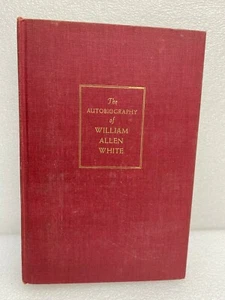 The
AUTOBIOGRAPHY
of
WILLIAM
ALLEN
WHITE